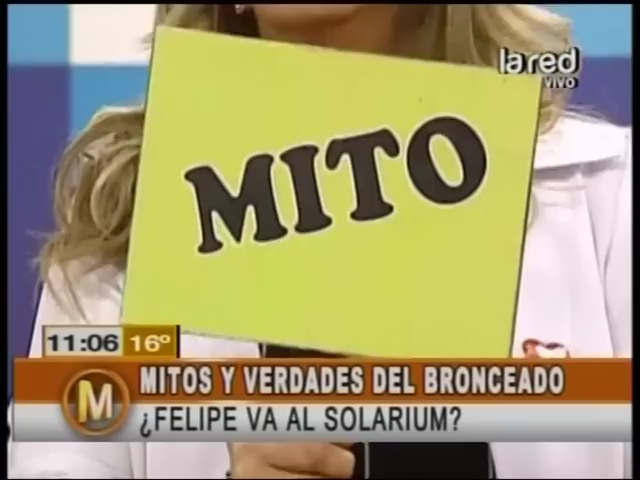 lared
VIVO
MITO
11:06 16º
MITOS Y VERDADES DEL BRONCEADO
M
¿FELIPE VA AL SOLARIUM?